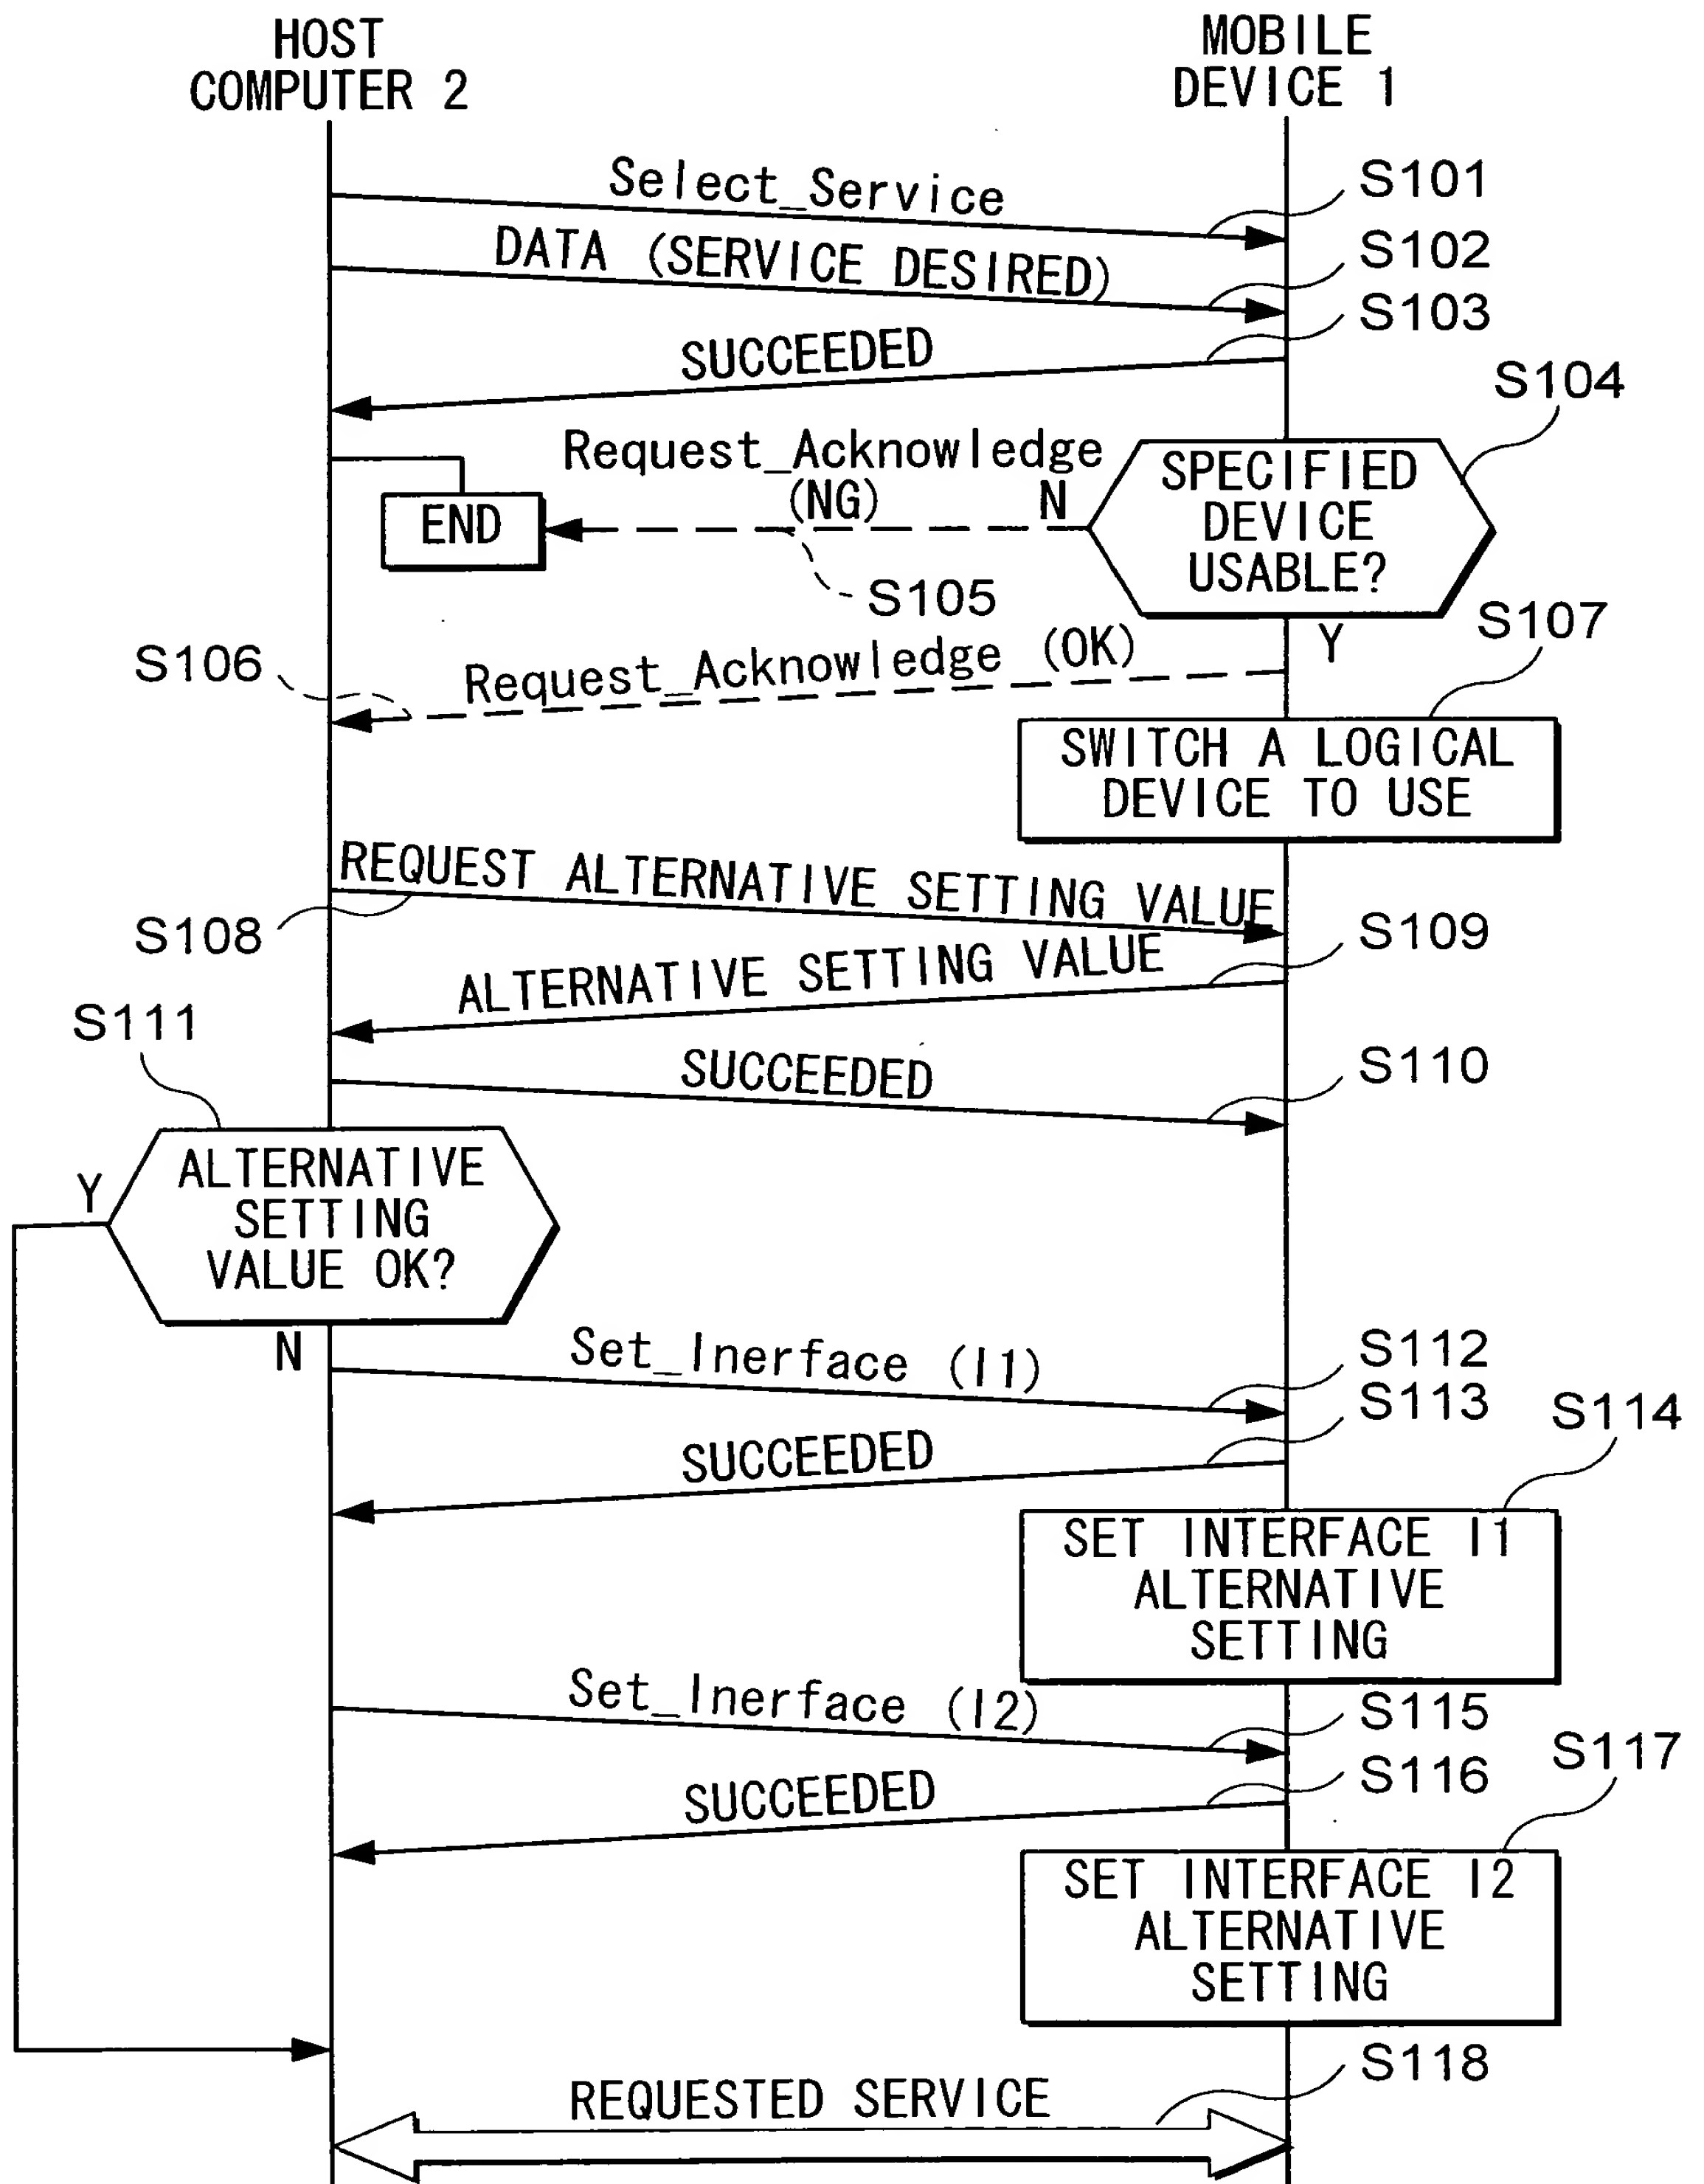 HOST
COMPUTER 2
MOBILE
DEVICE 1
Select_Service
S101
DATA (SERVICE DESIRED)
S102
SUCCEEDED
S103
S104
Request_Acknowledge
(NG)
N
SPECIFIED
DEVICE
USABLE?
END
S105
S107
Y
S106
Request_Acknowledge (OK)
SWITCH A LOGICAL
DEVICE TO USE
REQUEST ALTERNATIVE SETTING VALUE
S108
S109
ALTERNATIVE SETTING VALUE
S111
SUCCEEDED
S110
Y
ALTERNATIVE
SETTING
VALUE OK?
N
Set_Inerface (I1)
S112
S113
SUCCEEDED
S114
SET INTERFACE I1
ALTERNATIVE
SETTING
Set_Inerface (I2)
S115
S117
S116
SUCCEEDED
SET INTERFACE I2
ALTERNATIVE
SETTING
S118
REQUESTED SERVICE